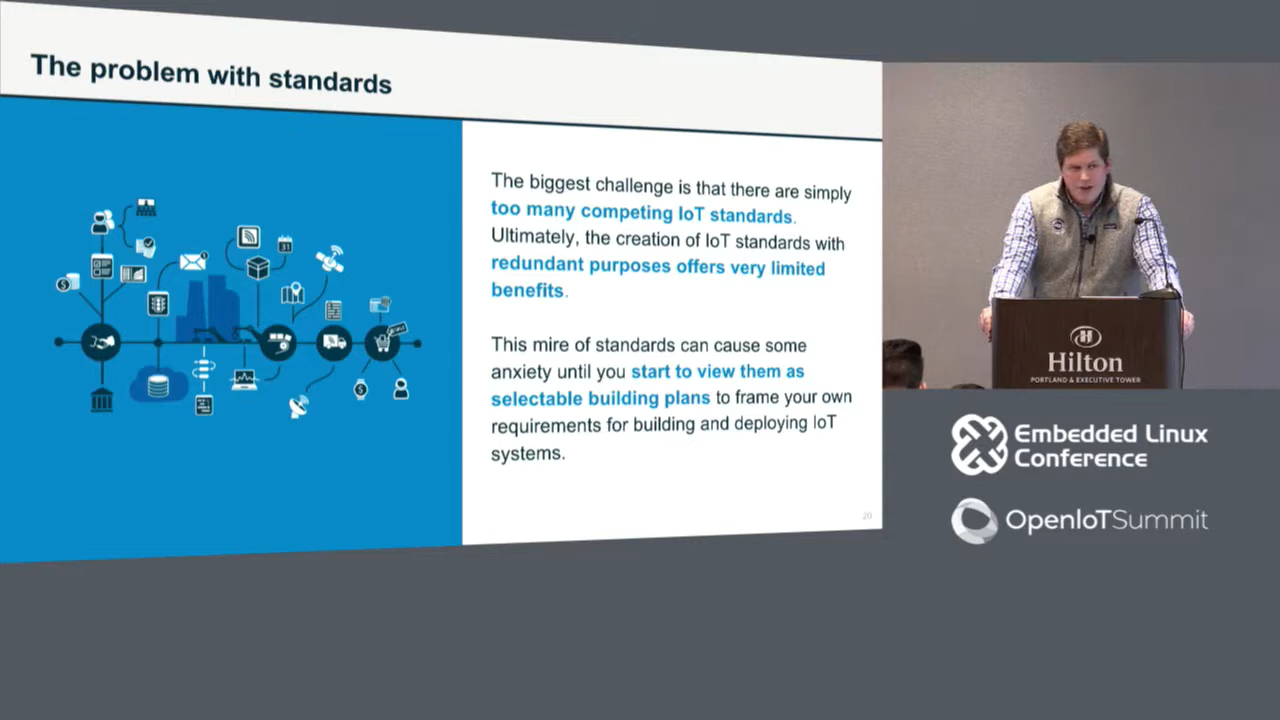 The problem with standards
The biggest challenge is that there are simply
too many competing IoT standards.
Ultimately, the creation of IoT standards with
redundant purposes offers very limited
benefits.
This mire of standards can cause some
anxiety until you start to view them as
selectable building plans to frame your own
requirements for building and deploying IoT
systems.
20
31
Hilton
PORTLAND & EXECUTIVE TOWER
Embedded Linux
Conference
OpenIoTSummit